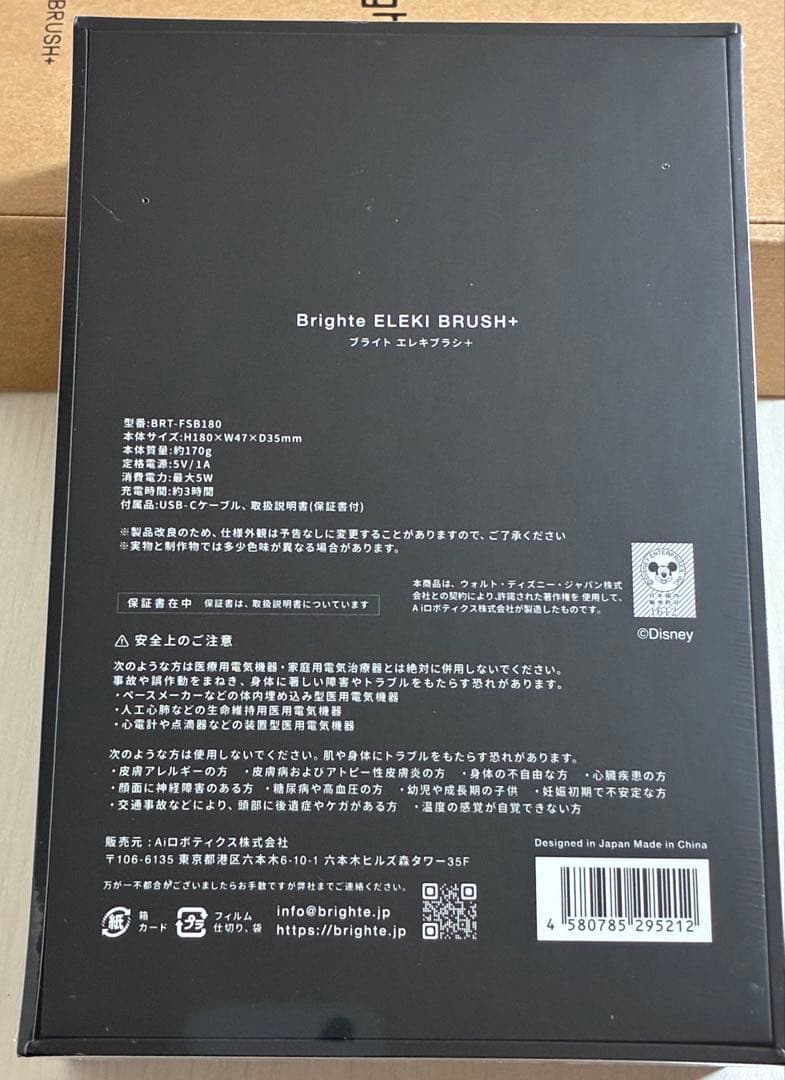 BRUSH+
Brighte ELEKI BRUSH+
ブライト エレキブラシ+
型番:BRT-FSB180
本体サイズ:H180×W47×D35mm
本体質量:約170g
定格電源:5V/1A
消費電力:最大5W
充電時間:約3時間
付属品:USB-Cケーブル、取扱説明書(保証書付)
※製品改良のため、仕様外観は予告なしに変更することがありますので、ご了承ください
※実物と制作物では多少色味が異なる場合があります。
保証書在中 保証書は、取扱説明書についています
本商品は、ウォルト・ディズニー・ジャパン株式
会社との契約により、許諾された著作権を 使用して、
Aiロボティクス株式会社が製造したものです。
1612
©Disney
⚠ 安全上のご注意
次のような方は医療用電気機器・家庭用電気治療器とは絶対に併用しないでください。
事故や誤作動をまねき、身体に著しい障害やトラブルをもたらす恐れがあります。
・ペースメーカーなどの体内埋め込み型医用電気機器
・人工心肺などの生命維持用医用電気機器
・心電計や点滴器などの装置型医用電気機器
次のような方は使用しないでください。肌や身体にトラブルをもたらす恐れがあります。
・皮膚アレルギーの方 ・皮膚病およびアトピー性皮膚炎の方 ・身体の不自由な方 ・心臓疾患の方
・顔面に神経障害のある方 ・糖尿病や高血圧の方 ・幼児や成長期の子供 ・妊娠初期で不安定な方
・交通事故などにより、頭部に後遺症やケガがある方 ・温度の感覚が自覚できない方
販売元:Aiロボティクス株式会社
〒106-6135 東京都港区六本木6-10-1 六本木ヒルズ森タワー35F
万が一不都合がございましたらお手数ですが弊社までご連絡ください。
紙 箱
カード
プラ フィルム
仕切り、袋
info@brighte.jp
https://brighte.jp
Designed in Japan Made in China
4 580785 295212